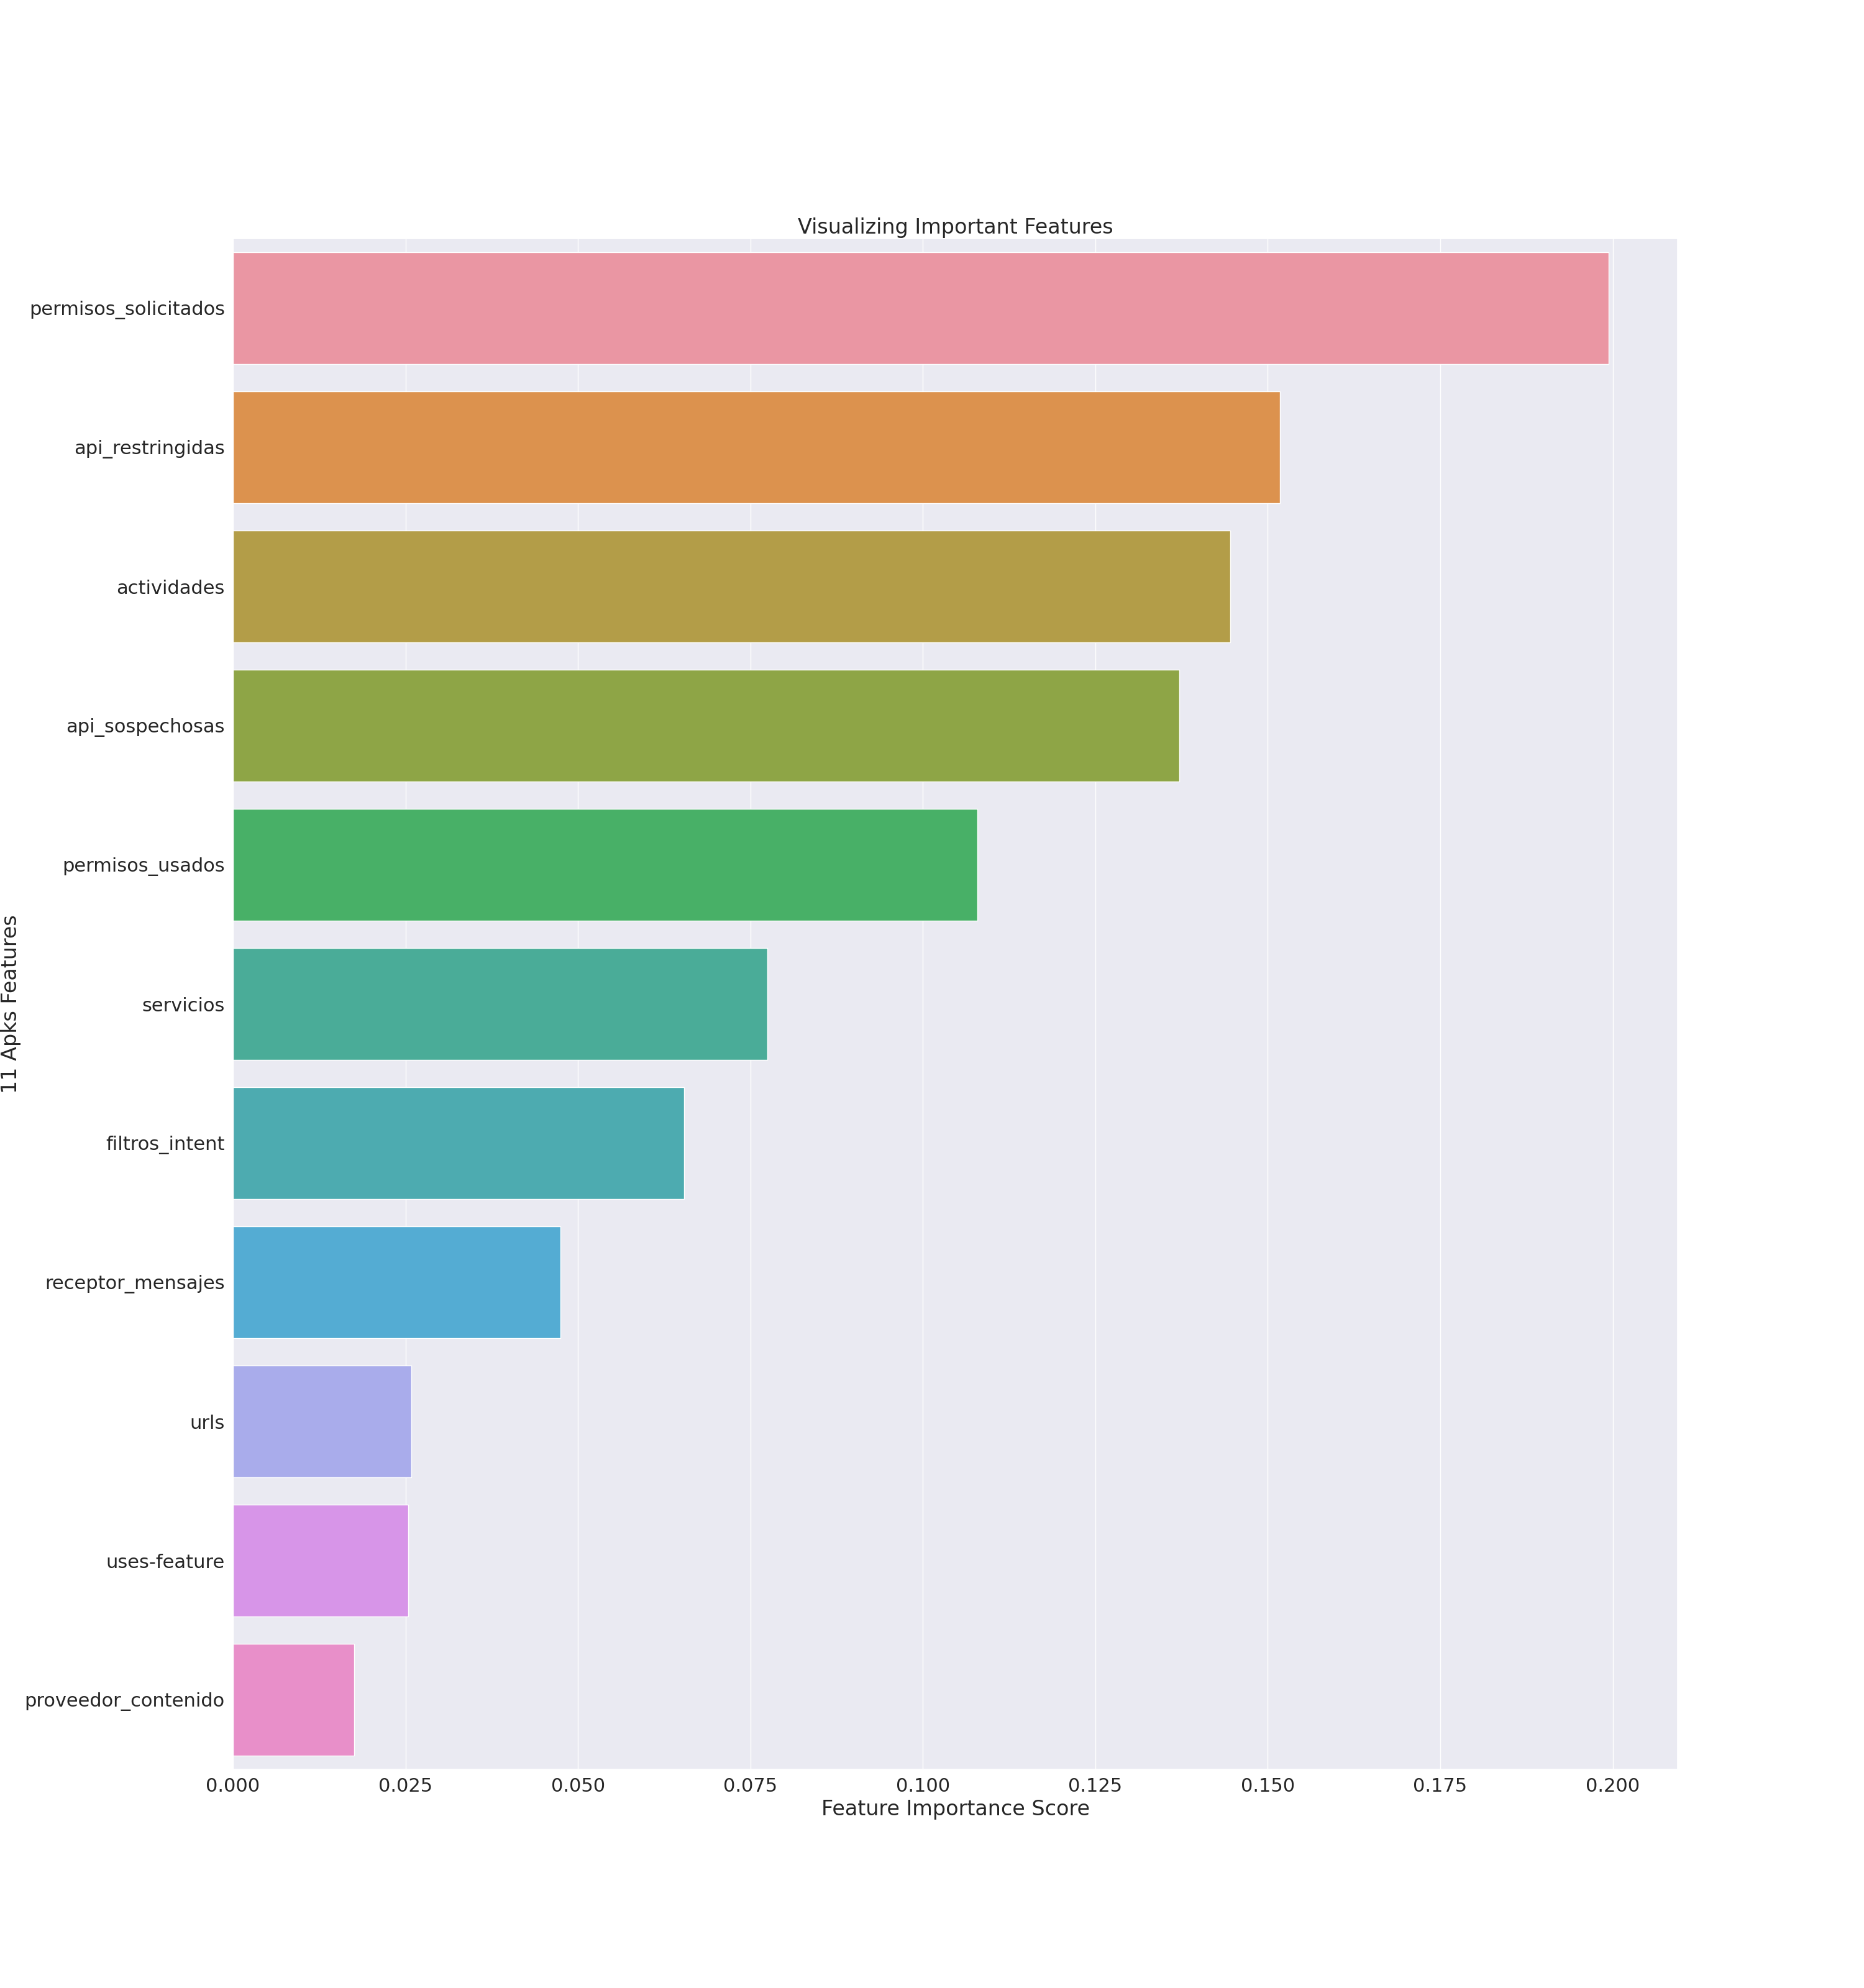 Visualizing Important Features
permisos_solicitados
api_restringidas
actividades
api_sospechosas
permisos_usados
servicios
filtros_intent
receptor_mensajes
urls
uses-feature
proveedor_contenido
11 Apks Features
0.000 0.025 0.050 0.075 0.100 0.125 0.150 0.175 0.200
Feature Importance Score